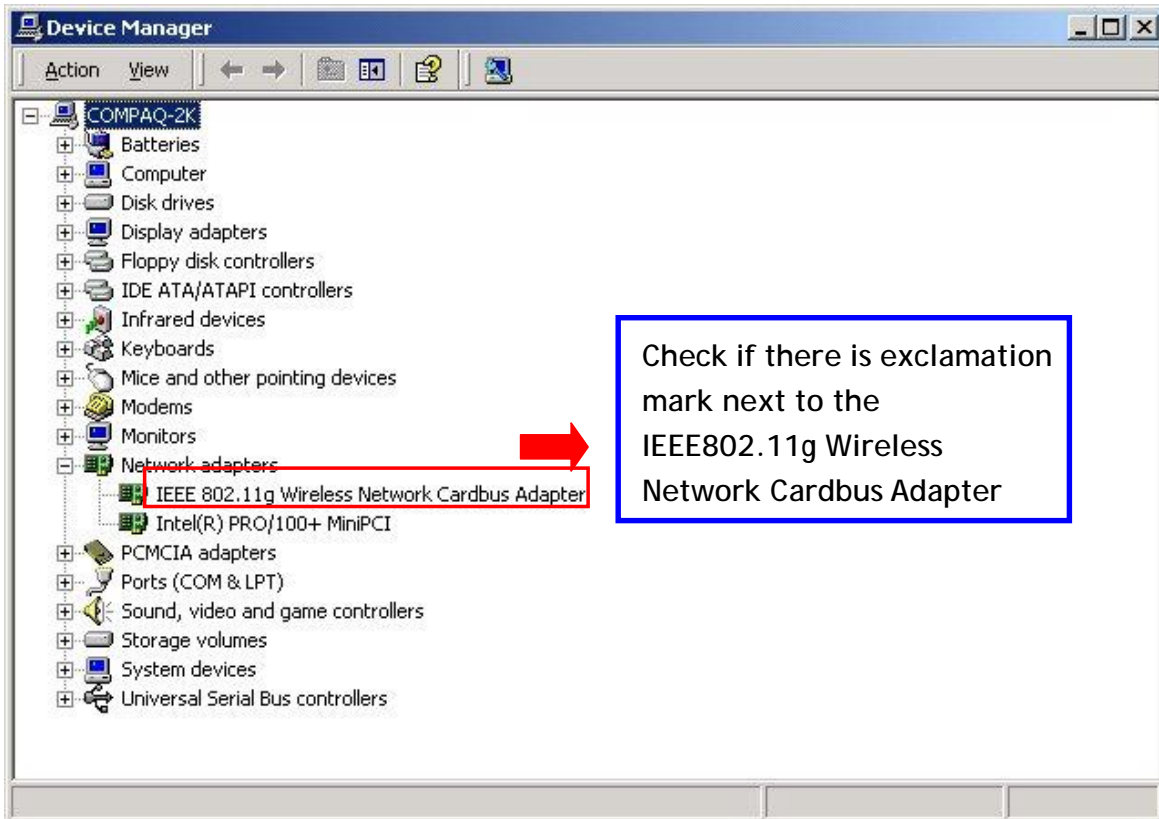 Device Manager
Action View
COMPAQ-2K
Batteries
Computer
Disk drives
Display adapters
Floppy disk controllers
IDE ATA/ATAPI controllers
Infrared devices
Keyboards
Mice and other pointing devices
Modems
Monitors
Network adapters
IEEE 802.11g Wireless Network Cardbus Adapter
Intel(R) PRO/100+ MiniPCI
PCMCIA adapters
Ports (COM & LPT)
Sound, video and game controllers
Storage volumes
System devices
Universal Serial Bus controllers
Check if there is exclamation
mark next to the
IEEE802.11g Wireless
Network Cardbus Adapter